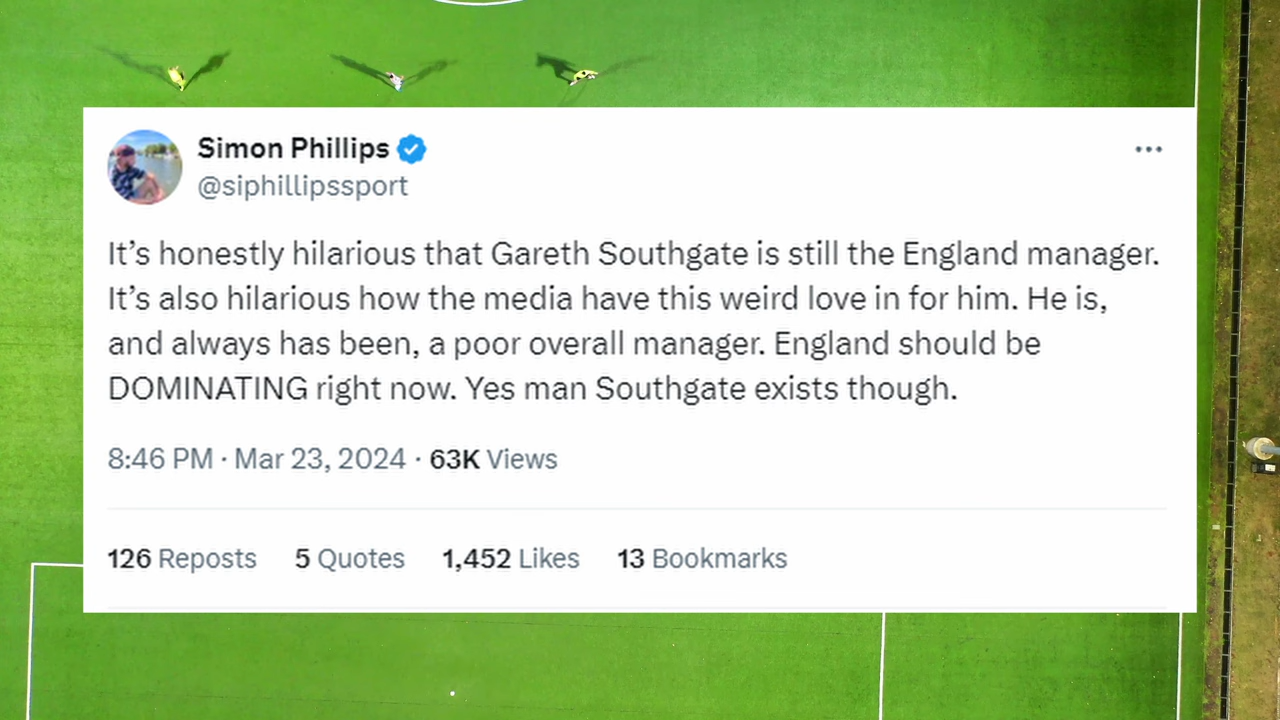 Simon Phillips
@siphillipssport
It’s honestly hilarious that Gareth Southgate is still the England manager.
It’s also hilarious how the media have this weird love in for him. He is,
and always has been, a poor overall manager. England should be
DOMINATING right now. Yes man Southgate exists though.
8:46 PM · Mar 23, 2024 · 63K Views
126 Reposts 5 Quotes 1,452 Likes 13 Bookmarks